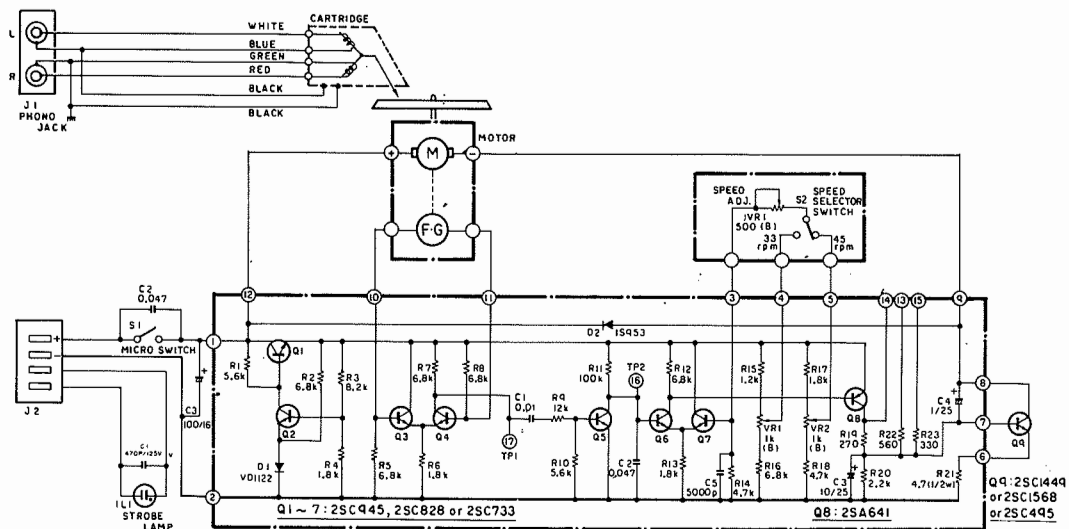 CARTRIDGE
L
WHITE
BLUE
GREEN
R
RED
BLACK
BLACK
J1
PHONO
JACK
MOTOR
+
M
-
F·G
SPEED
ADJ.
S2
SPEED
SELECTOR
SWITCH
VR1
500 (B)
33
rpm
45
rpm
C2
0.047
S1
MICRO SWITCH
12
10
11
3
4
5
14
13
15
9
D2
1S953
+
-
J2
C3
100/16
+
1
R1
5.6k
Q1
R2
6.8k
R3
8.2k
Q2
R4
1.8k
D1
VD1122
R7
6.8k
R8
6.8k
Q3
Q4
R5
6.8k
R6
1.8k
C1
0.01
R9
12k
17
TP1
R11
100k
TP2
16
R12
6.8k
Q5
Q6
Q7
R10
5.6k
C2
0.047
R13
1.8k
C5
5000p
R14
4.7k
R15
1.2k
R17
1.8k
VR1
1k
(B)
VR2
1k
(B)
R16
6.8k
R18
4.7k
Q8
R19
270
R22
560
R23
330
C3
10/25
+
R20
2.2k
C4
1/25
+
8
7
6
Q9
R21
4.7(1/2W)
C1
470P/125V
IL1
STROBE
LAMP
2
Q1 ~ 7: 2SC945, 2SC828 or 2SC733
Q8: 2SA641
Q9: 2SC1449
or 2SC1568
or 2SC495